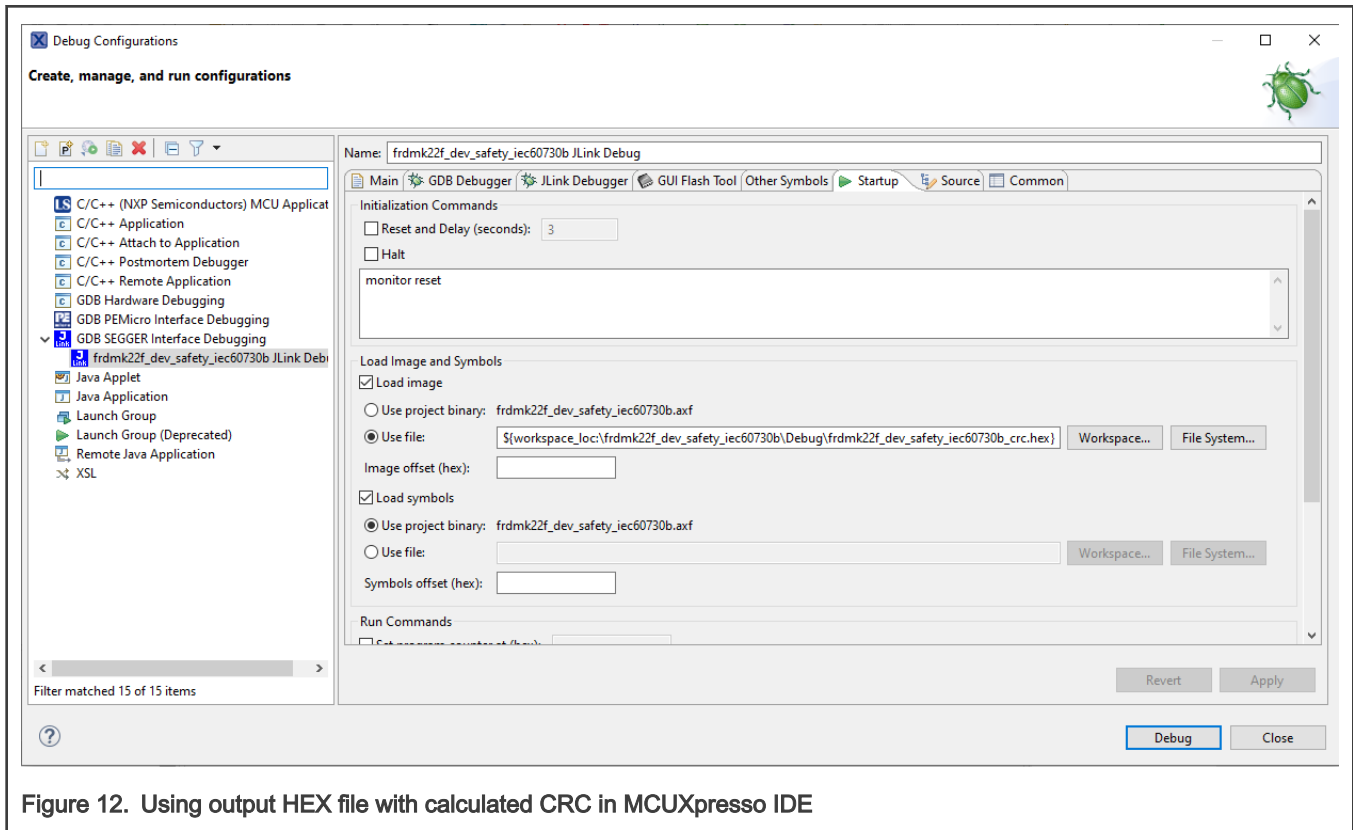 Debug Configurations
Create, manage, and run configurations
Name: frdmk22f_dev_safety_iec60730b JLink Debug
Main GDB Debugger JLink Debugger GUI Flash Tool Other Symbols Startup Source Common
C/C++ (NXP Semiconductors) MCU Applicat
C/C++ Application
C/C++ Attach to Application
C/C++ Postmortem Debugger
C/C++ Remote Application
GDB Hardware Debugging
GDB PEMicro Interface Debugging
GDB SEGGER Interface Debugging
frdmk22f_dev_safety_iec60730b JLink Deb
Java Applet
Java Application
Launch Group
Launch Group (Deprecated)
Remote Java Application
XSL
Filter matched 15 of 15 items
Initialization Commands
Reset and Delay (seconds): 3
Halt
monitor reset
Load Image and Symbols
Load image
Use project binary: frdmk22f_dev_safety_iec60730b.axf
Use file: ${workspace_loc:\frdmk22f_dev_safety_iec60730b\Debug\frdmk22f_dev_safety_iec60730b_crc.hex} Workspace... File System...
Image offset (hex):
Load symbols
Use project binary: frdmk22f_dev_safety_iec60730b.axf
Use file: Workspace... File System...
Symbols offset (hex):
Run Commands
Set program counter at (hex):
Revert Apply
Debug Close
Figure 12. Using output HEX file with calculated CRC in MCUXpresso IDE